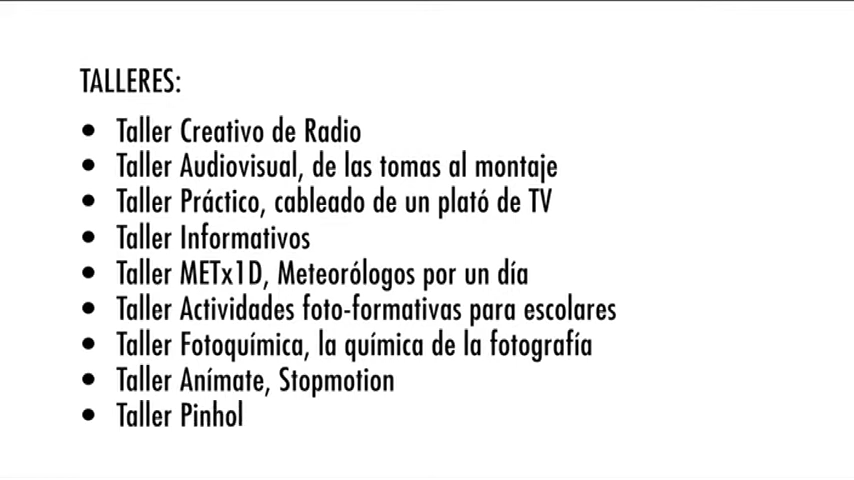 TALLERES:
• Taller Creativo de Radio
• Taller Audiovisual, de las tomas al montaje
• Taller Práctico, cableado de un plató de TV
• Taller Informativos
• Taller METx1D, Meteorólogos por un día
• Taller Actividades foto-formativas para escolares
• Taller Fotoquímica, la química de la fotografía
• Taller Anímate, Stopmotion
• Taller Pinhol